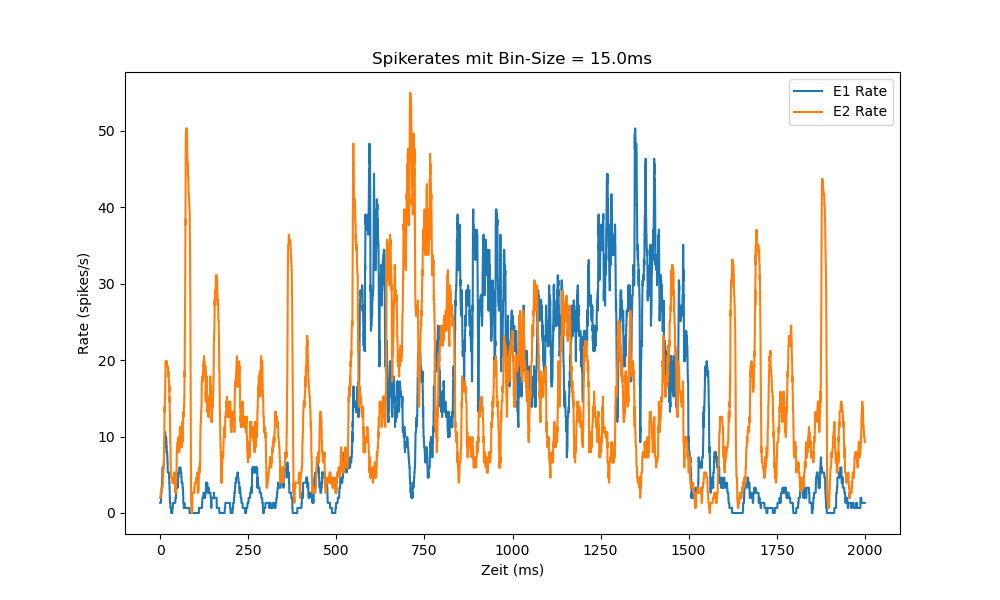 Spikerates mit Bin-Size = 15.0ms
E1 Rate
E2 Rate
Rate (spikes/s)
50
40
30
20
10
0
0 250 500 750 1000 1250 1500 1750 2000
Zeit (ms)